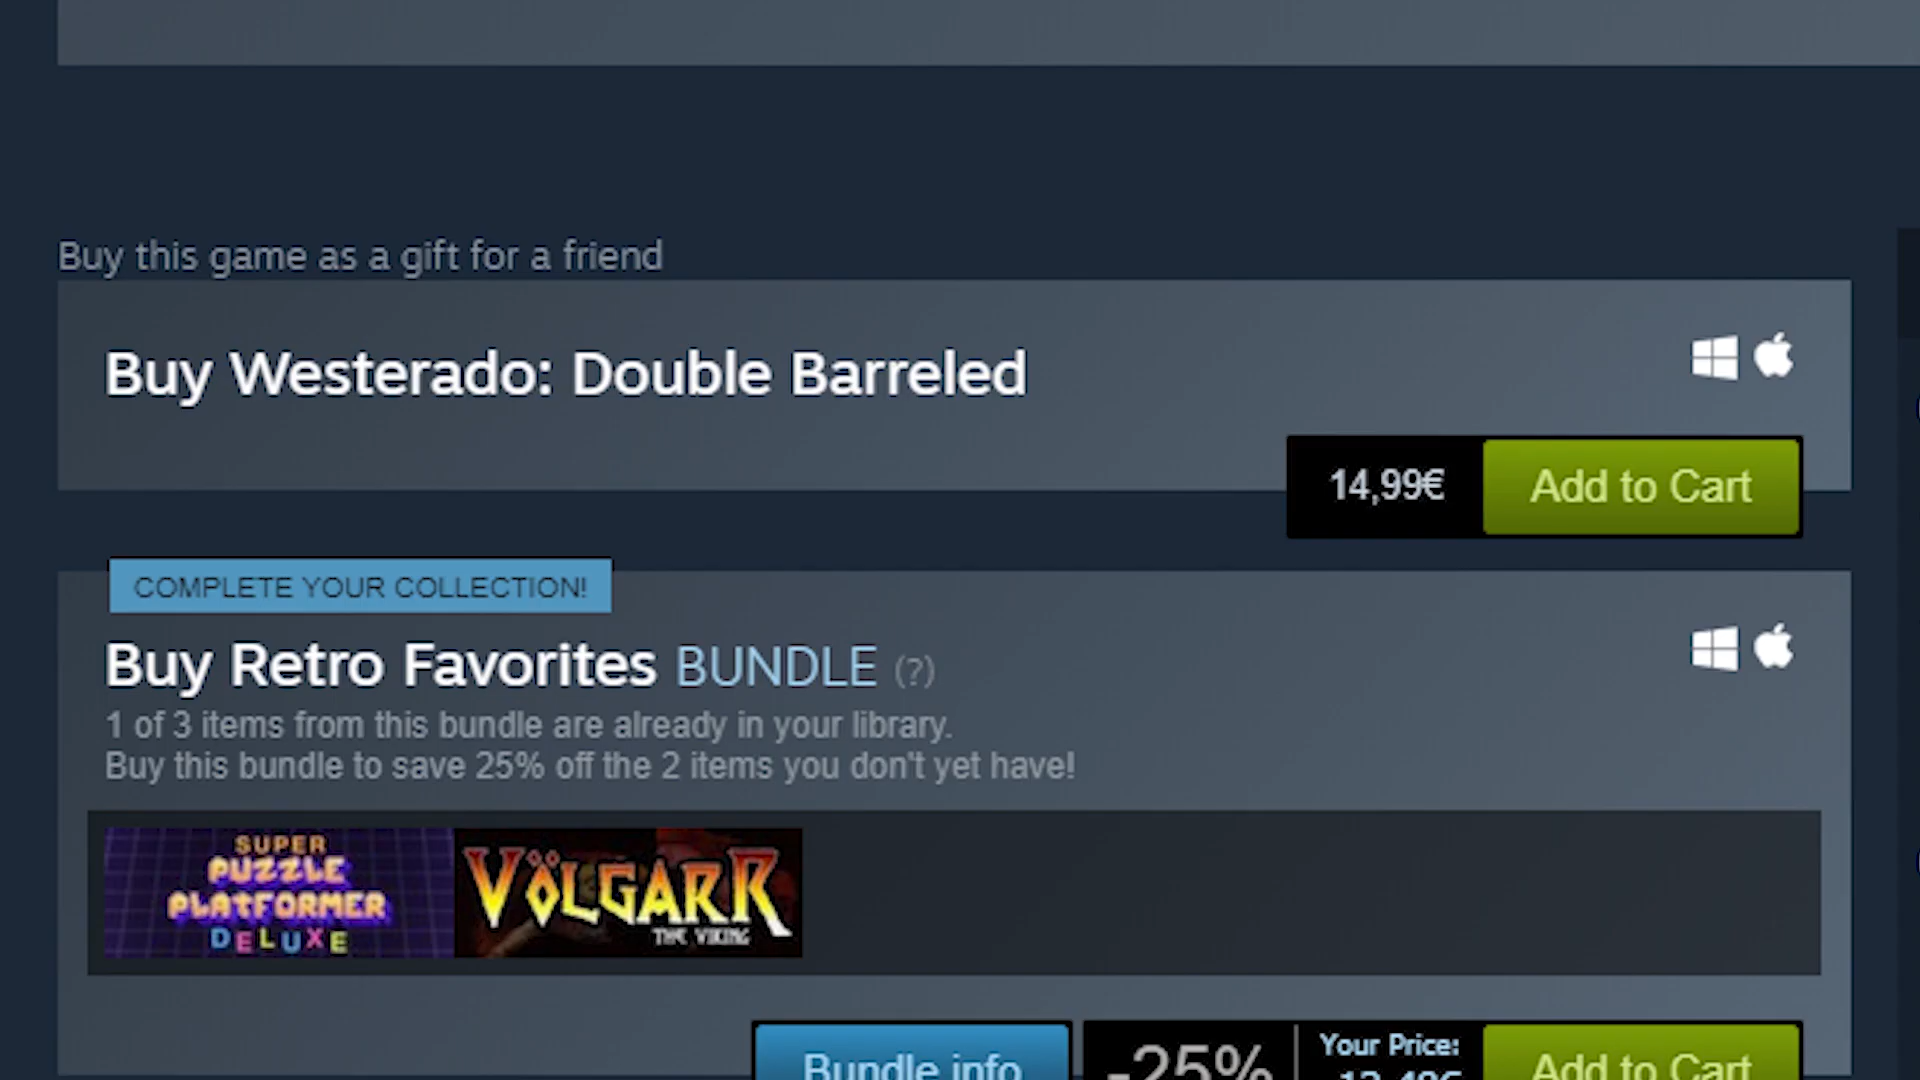 Buy this game as a gift for a friend
Buy Westerado: Double Barreled
14,99€
Add to Cart
COMPLETE YOUR COLLECTION!
Buy Retro Favorites BUNDLE (?)
1 of 3 items from this bundle are already in your library.
Buy this bundle to save 25% off the 2 items you don't yet have!
SUPER
PUZZLE
PLATFORMER
DELUXE
VÖLGARR
THE VIKING
Bundle info
-25%
Your Price:
Add to Cart